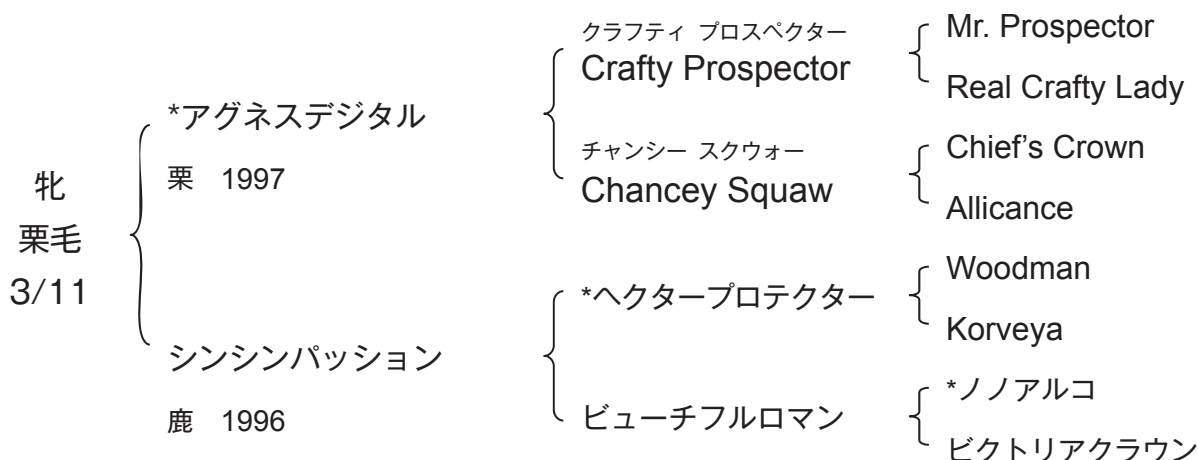 牝
栗毛
3/11
*アグネスデジタル
栗 1997
シンシンパッション
鹿 1996
クラフティ プロスペクター
Crafty Prospector
チャンシー スクウォー
Chancey Squaw
*ヘクタープロテクター
ビューチフルロマン
Mr. Prospector
Real Crafty Lady
Chief's Crown
Allicance
Woodman
Korveya
*ノノアルコ
ビクトリアクラウン